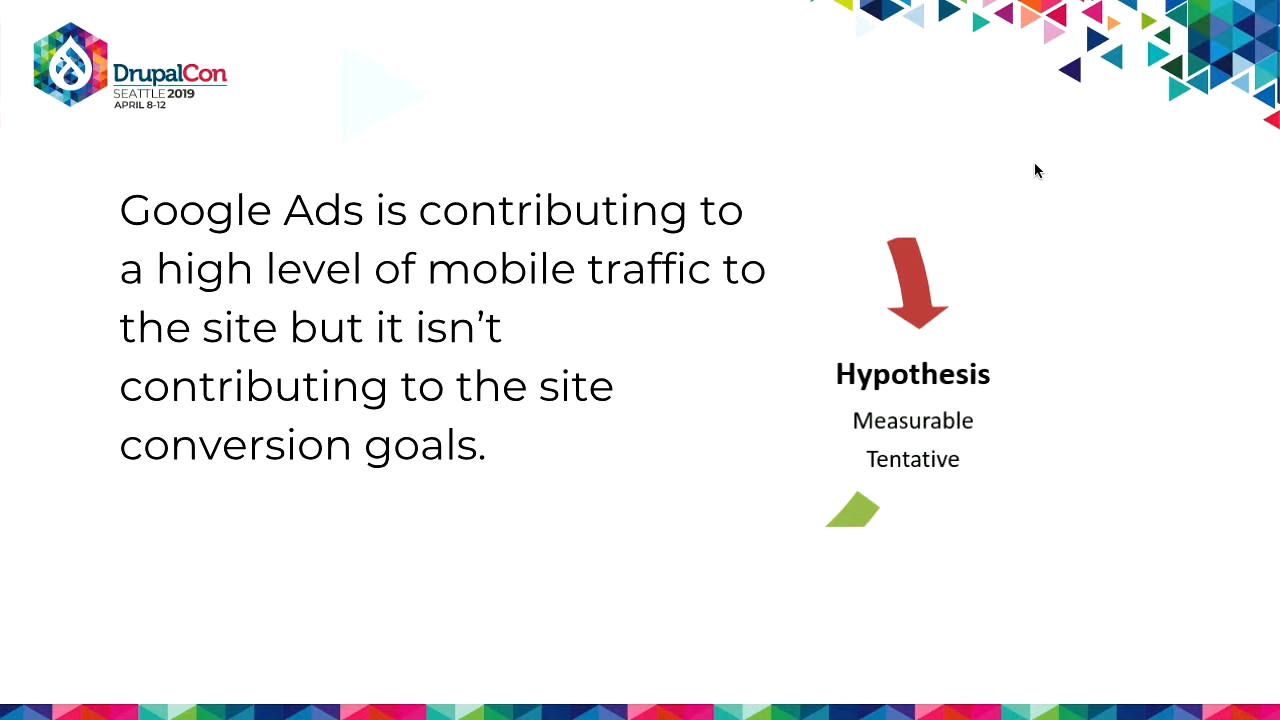 DrupalCon
SEATTLE 2019
APRIL 8-12
Google Ads is contributing to
a high level of mobile traffic to
the site but it isn’t
contributing to the site
conversion goals.
Hypothesis
Measurable
Tentative